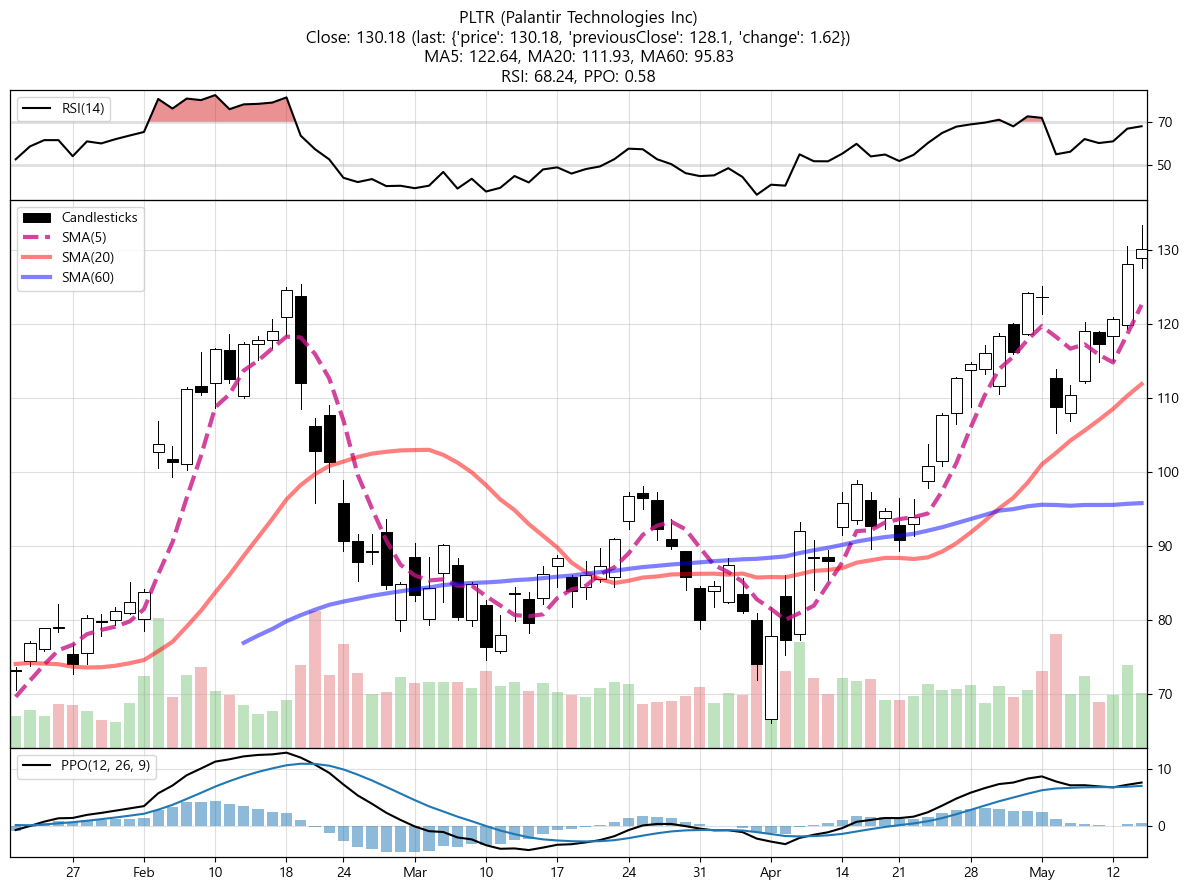 PLTR (Palantir Technologies Inc)
Close: 130.18 (last: {'price': 130.18, 'previousClose': 128.1, 'change': 1.62})
MA5: 122.64, MA20: 111.93, MA60: 95.83
RSI: 68.24, PPO: 0.58
RSI(14)
70
50
Candlesticks
SMA(5)
SMA(20)
SMA(60)
130
120
110
100
90
80
70
PPO(12, 26, 9)
10
0
27 Feb 10 18 24 Mar 10 17 24 31 Apr 14 21 28 May 12